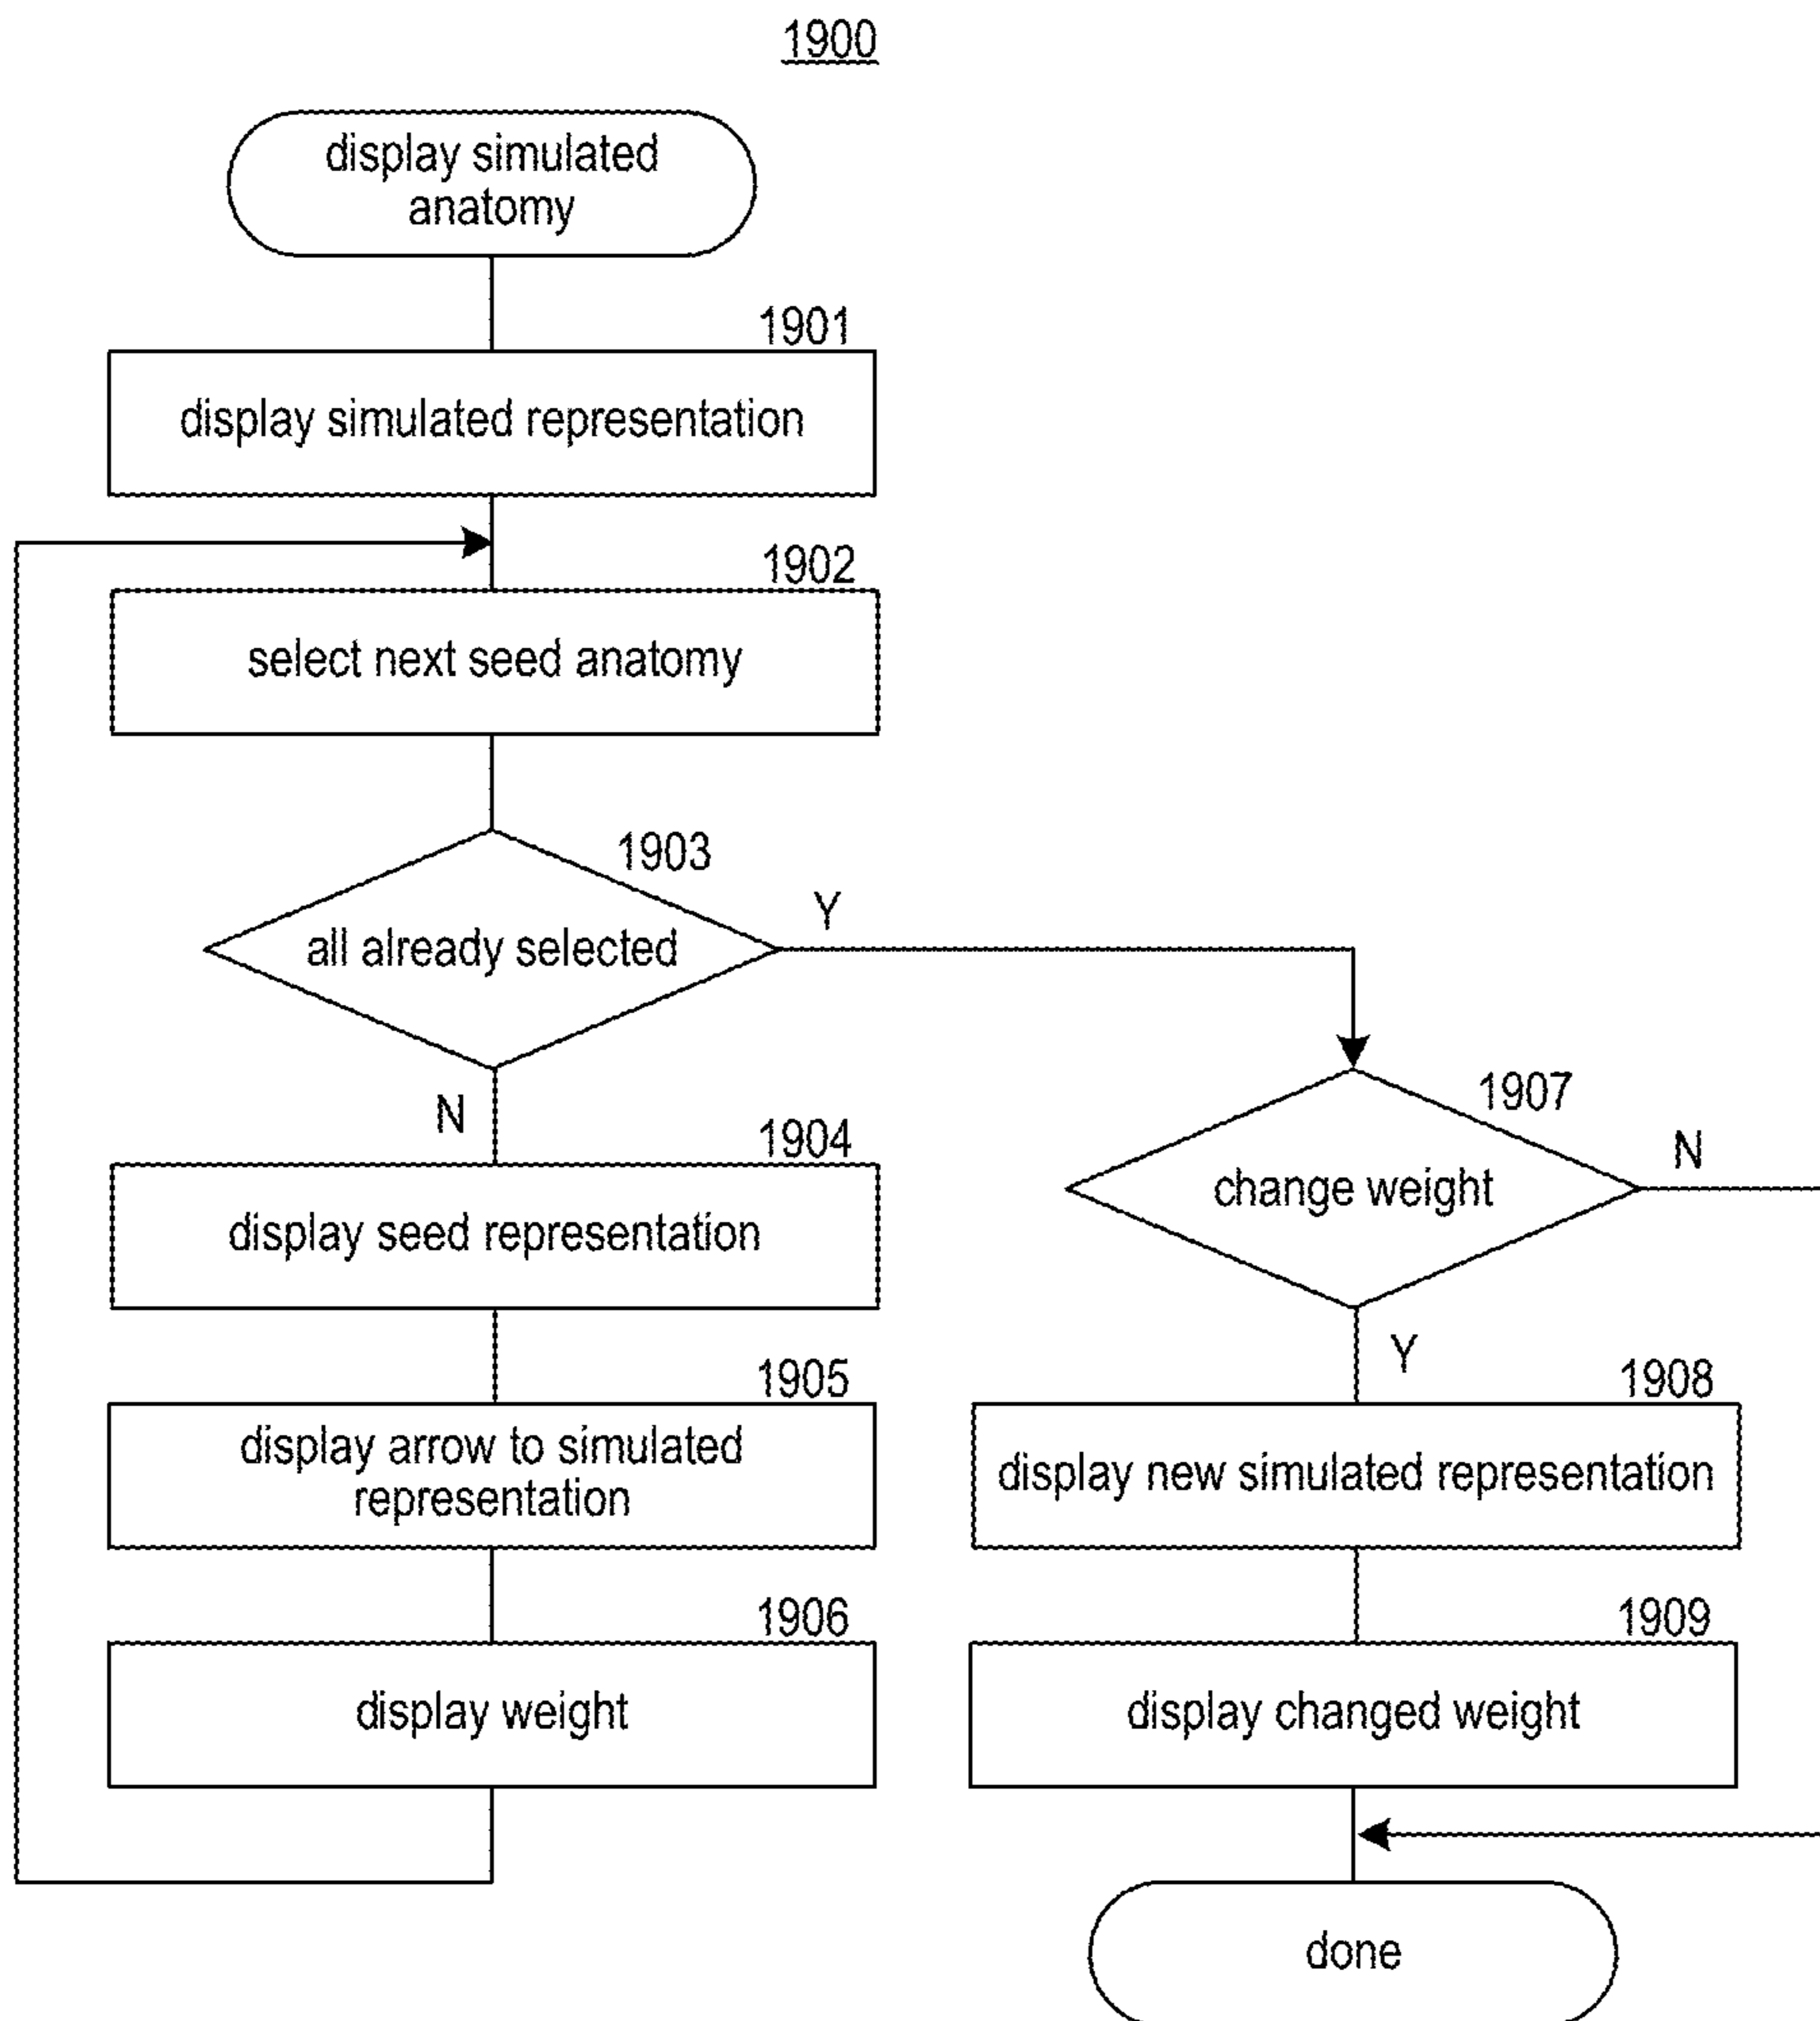 1900
display simulated
anatomy
1901
display simulated representation
1902
select next seed anatomy
1903
all already selected
Y
N
1904
display seed representation
1905
display arrow to simulated
representation
1906
display weight
1907
change weight
N
Y
1908
display new simulated representation
1909
display changed weight
done